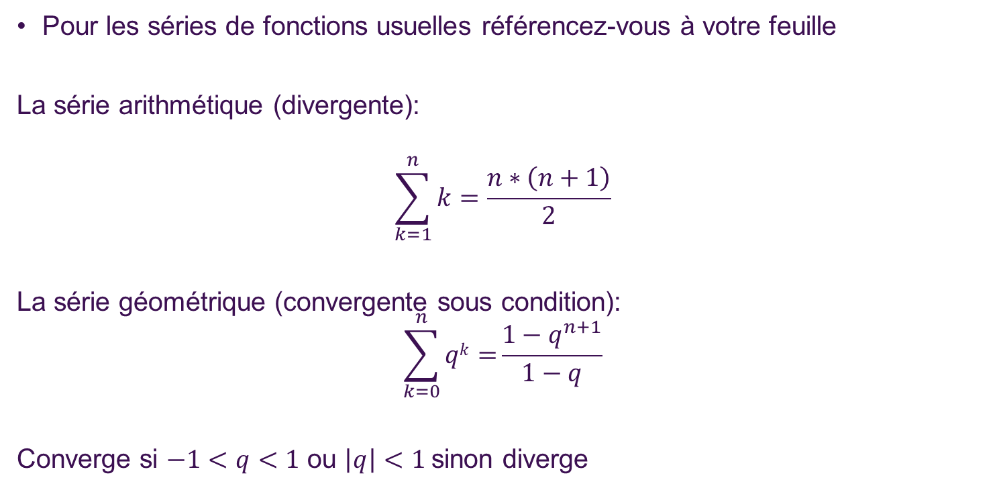 • Pour les séries de fonctions usuelles référencez-vous à votre feuille
La série arithmétique (divergente):
$\sum_{k=1}^{n} k = \frac{n * (n + 1)}{2}$
La série géométrique (convergente sous condition):
$\sum_{k=0}^{n} q^k = \frac{1 - q^{n+1}}{1 - q}$
Converge si $-1 < q < 1$ ou $|q| < 1$ sinon diverge